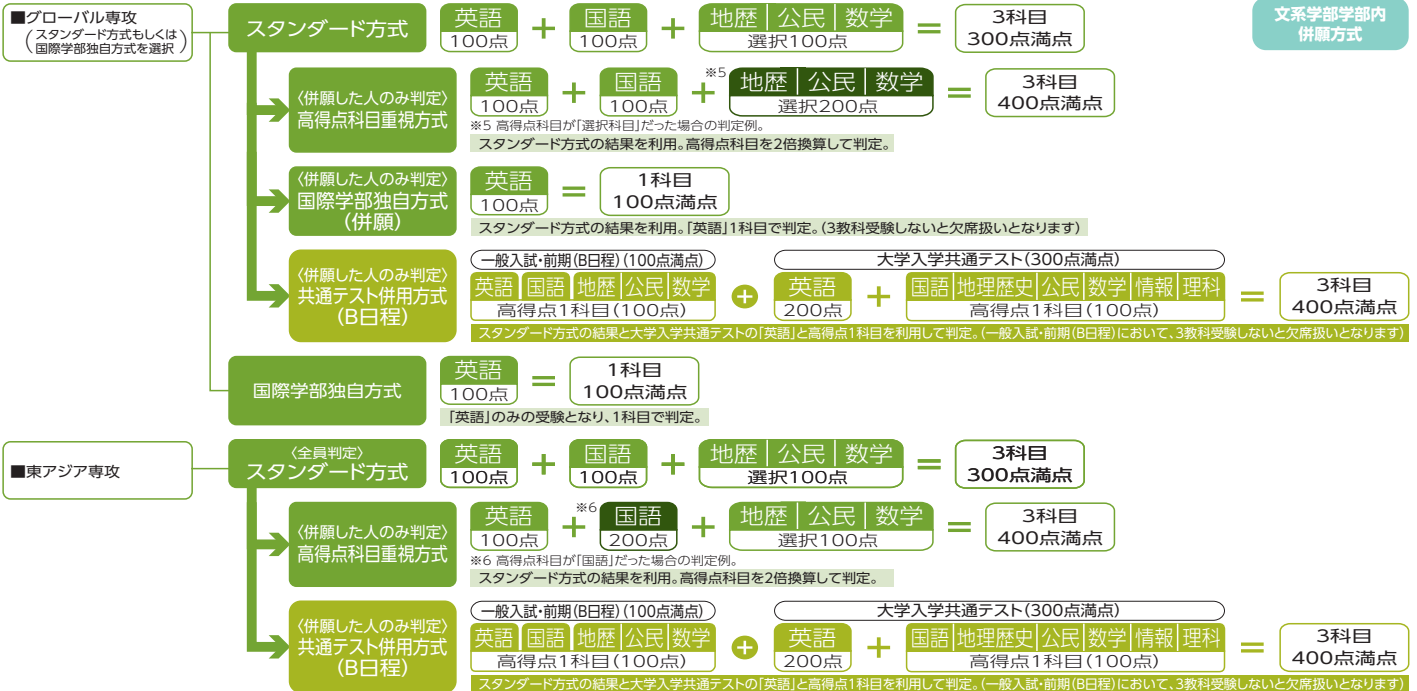 ■グローバル専攻
(スタンダード方式もしくは
国際学部独自方式を選択)
文系学部学部内
併願方式
スタンダード方式
英語 + 国語 + 地歴|公民|数学 = 3科目
100点 100点 選択100点 300点満点
〈併願した人のみ判定〉
高得点科目重視方式
英語 + 国語 + ※5 地歴|公民|数学 = 3科目
100点 100点 選択200点 400点満点
※5 高得点科目が「選択科目」だった場合の判定例。
スタンダード方式の結果を利用。高得点科目を2倍換算して判定。
〈併願した人のみ判定〉
国際学部独自方式
(併願)
英語 = 1科目
100点 100点満点
スタンダード方式の結果を利用。「英語」1科目で判定。(3教科受験しないと欠席扱いとなります)
〈併願した人のみ判定〉
共通テスト併用方式
(B日程)
一般入試・前期(B日程)(100点満点) 大学入学共通テスト(300点満点)
英語|国語|地歴|公民|数学 + 英語 + 国語|地理歴史|公民|数学|情報|理科 = 3科目
高得点1科目(100点) 200点 高得点1科目(100点) 400点満点
スタンダード方式の結果と大学入学共通テストの「英語」と高得点1科目を利用して判定。(一般入試・前期(B日程)において、3教科受験しないと欠席扱いとなります)
国際学部独自方式
英語 = 1科目
100点 100点満点
「英語」のみの受験となり、1科目で判定。
■東アジア専攻
〈全員判定〉
スタンダード方式
英語 + 国語 + 地歴|公民|数学 = 3科目
100点 100点 選択100点 300点満点
〈併願した人のみ判定〉
高得点科目重視方式
英語 + ※6 国語 + 地歴|公民|数学 = 3科目
100点 200点 選択100点 400点満点
※6 高得点科目が「国語」だった場合の判定例。
スタンダード方式の結果を利用。高得点科目を2倍換算して判定。
〈併願した人のみ判定〉
共通テスト併用方式
(B日程)
一般入試・前期(B日程)(100点満点) 大学入学共通テスト(300点満点)
英語|国語|地歴|公民|数学 + 英語 + 国語|地理歴史|公民|数学|情報|理科 = 3科目
高得点1科目(100点) 200点 高得点1科目(100点) 400点満点
スタンダード方式の結果と大学入学共通テストの「英語」と高得点1科目を利用して判定。(一般入試・前期(B日程)において、3教科受験しないと欠席扱いとなります)